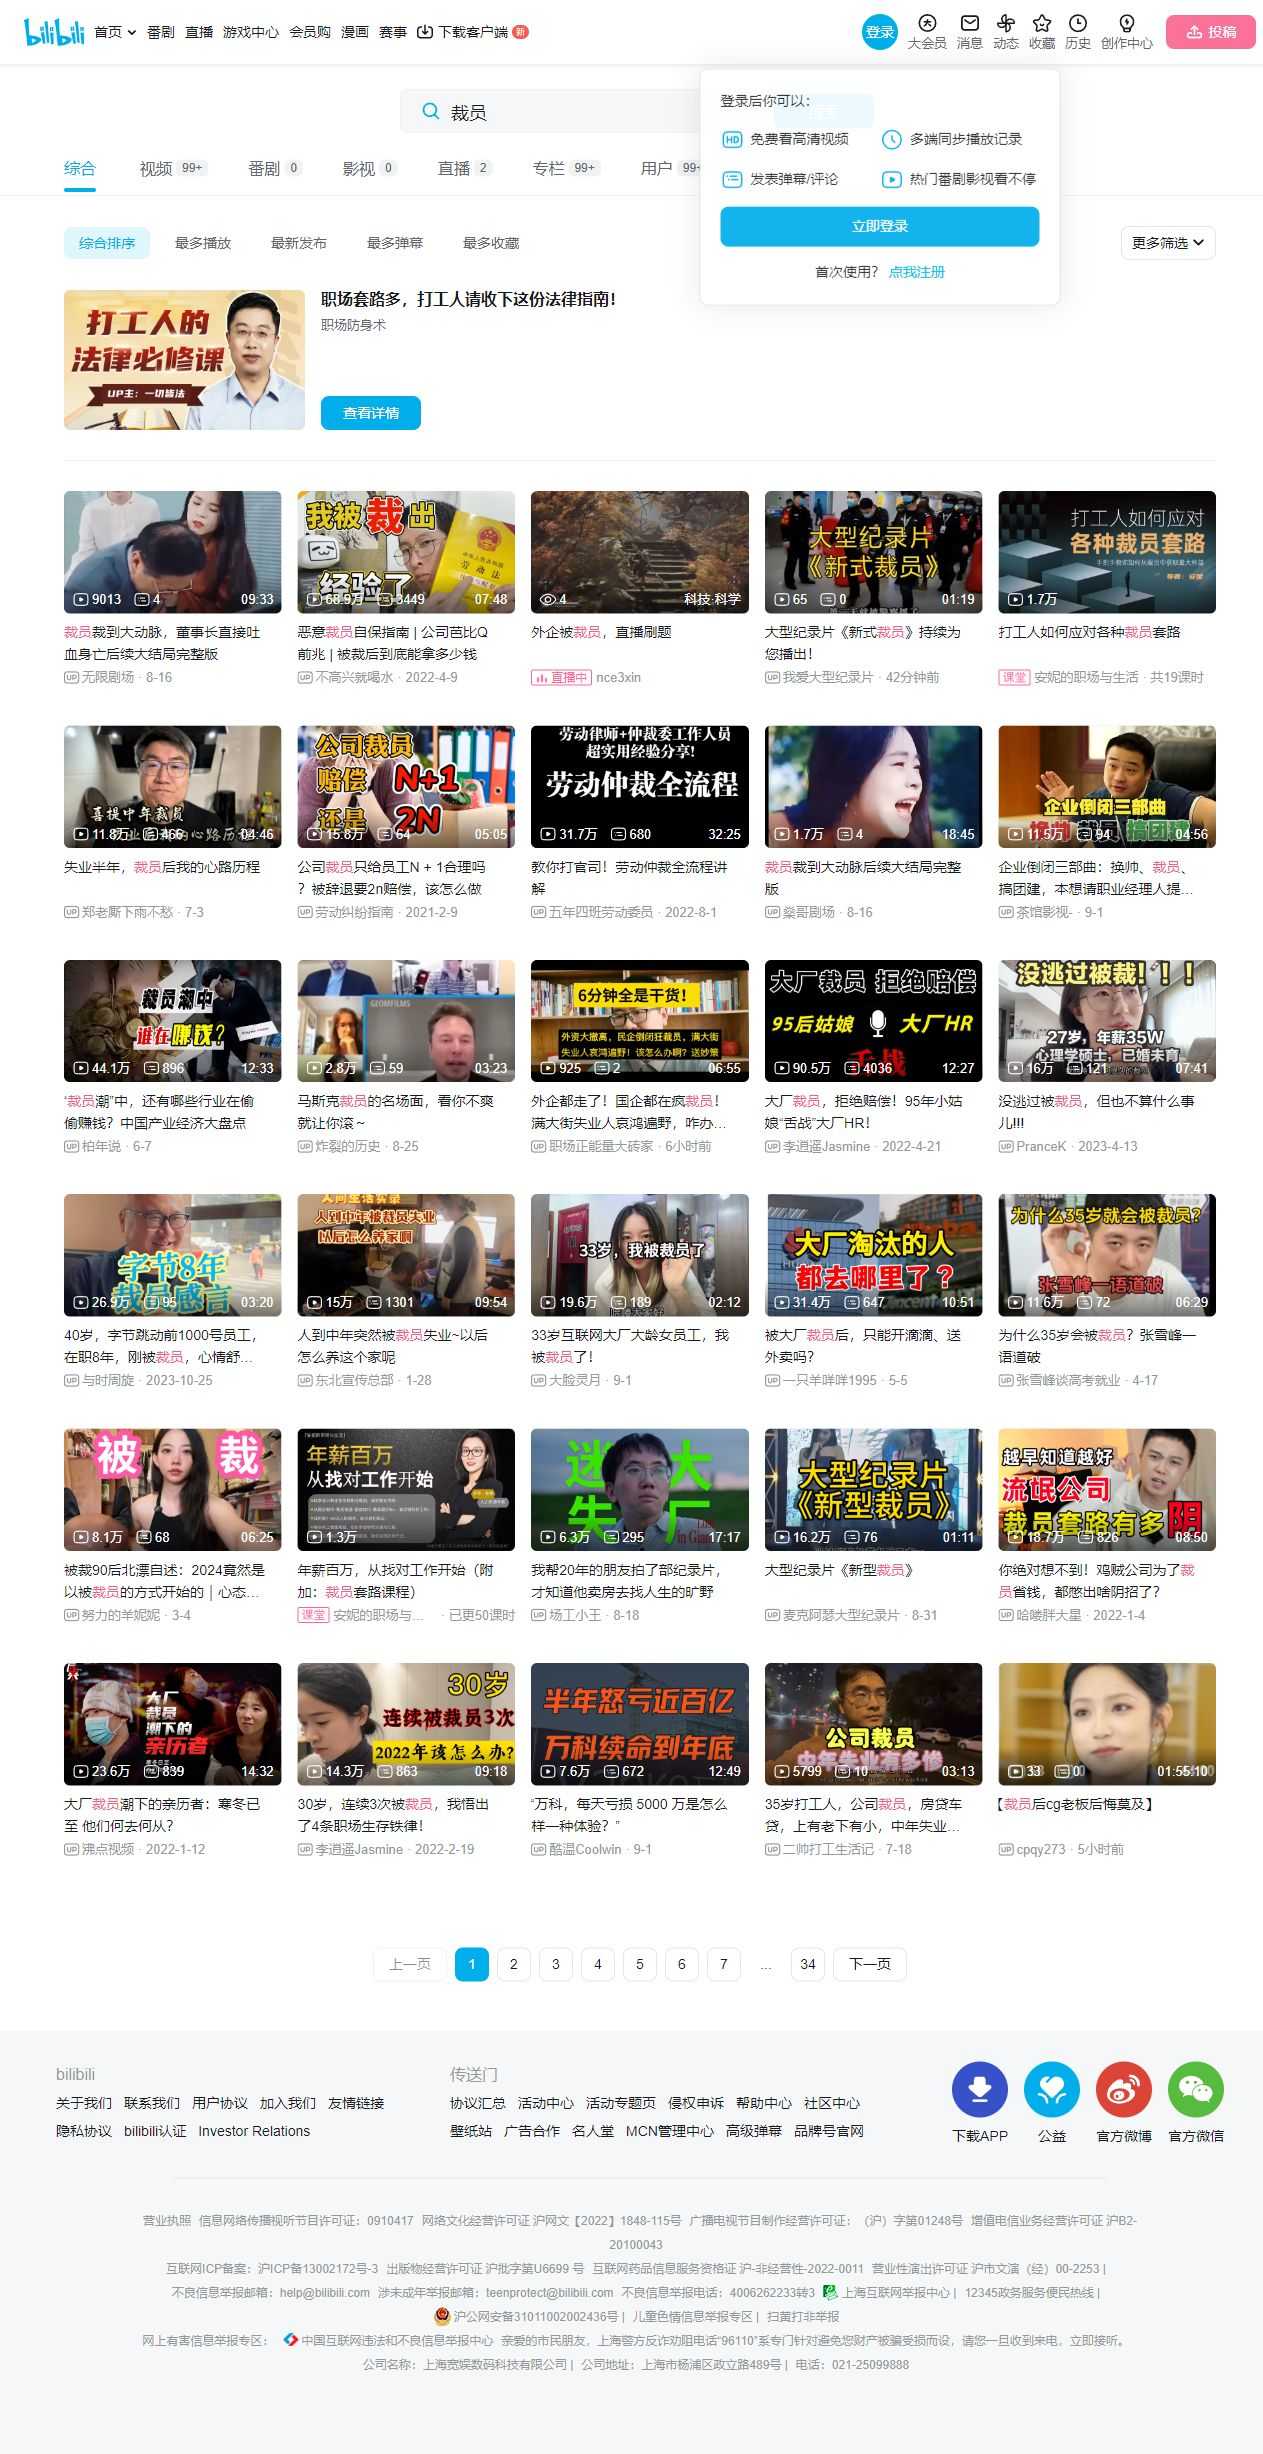 bilibili 首页 番剧 直播 游戏中心 会员购 漫画 赛事 下载客户端 新 登录 大会员 消息 动态 收藏 历史 创作中心 投稿
裁员
登录后你可以：
免费看高清视频 多端同步播放记录
发表弹幕/评论 热门番剧影视看不停
立即登录
首次使用？ 点我注册
综合 视频 99+ 番剧 0 影视 0 直播 2 专栏 99+ 用户 99+
综合排序 最多播放 最新发布 最多弹幕 最多收藏 更多筛选
打工人的
法律必修课
UP主：一切皆法
职场套路多，打工人请收下这份法律指南！
职场防身术
查看详情
9013 4 09:33
裁员裁到大动脉，董事长直接吐
血身亡后续大结局完整版
无限剧场 · 8-16
我被裁出
经验了
68.9万 3449 07:48
恶意裁员自保指南 | 公司芭比Q
前兆 | 被裁后到底能拿多少钱
不高兴就喝水 · 2022-4-9
4 科技·科学
外企被裁员，直播刷题
直播中 nce3xin
大型纪录片
《新式裁员》
65 0 01:19
大型纪录片《新式裁员》持续为
您播出！
我爱大型纪录片 · 42分钟前
打工人如何应对
各种裁员套路
1.7万
打工人如何应对各种裁员套路
课堂 安妮的职场与生活 · 共19课时
喜提中年裁员
11.8万 466 04:46
失业半年，裁员后我的心路历程
郑老厮下雨不愁 · 7-3
公司裁员
赔偿 N+1
还是 2N
15.8万 64 05:05
公司裁员只给员工N + 1合理吗
？被辞退要2n赔偿，该怎么做
劳动纠纷指南 · 2021-2-9
劳动律师+仲裁委工作人员
超实用经验分享！
劳动仲裁全流程
31.7万 680 32:25
教你打官司！劳动仲裁全流程讲
解
五年四班劳动委员 · 2022-8-1
1.7万 4 18:45
裁员裁到大动脉后续大结局完整
版
燊哥剧场 · 8-16
企业倒闭三部曲
换帅 裁员 搞团建
11.5万 94 04:56
企业倒闭三部曲：换帅、裁员、
搞团建，本想请职业经理人提...
茶馆影视- · 9-1
裁员潮中
谁在赚钱？
44.1万 896 12:33
“裁员潮”中，还有哪些行业在偷
偷赚钱？中国产业经济大盘点
柏年说 · 6-7
GEOMFILMS
2.8万 59 03:23
马斯克裁员的名场面，看你不爽
就让你滚～
炸裂的历史 · 8-25
6分钟全是干货！
外资大撤离，民企倒闭狂裁员，满大街
失业人哀鸿遍野！该怎么办啊？送妙策
925 2 06:55
外企都走了！国企都在疯裁员！
满大街失业人哀鸿遍野，咋办...
职场正能量大砖家 · 6小时前
大厂裁员 拒绝赔偿
95后姑娘 大厂HR
舌战
90.5万 4036 12:27
大厂裁员，拒绝赔偿！95年小姑
娘“舌战”大厂HR！
李逍遥Jasmine · 2022-4-21
没逃过被裁！！！
27岁，年薪35W
心理学硕士，已婚未育
16万 121 07:41
没逃过被裁员，但也不算什么事
儿!!!
PranceK · 2023-4-13
字节8年
裁员感言
26.9万 95 03:20
40岁，字节跳动前1000号员工，
在职8年，刚被裁员，心情舒...
与时周旋 · 2023-10-25
人到中年被裁员失业
以后怎么养家啊
15万 1301 09:54
人到中年突然被裁员失业~以后
怎么养这个家呢
东北宣传总部 · 1-28
33岁，我被裁员了
19.6万 189 02:12
33岁互联网大厂大龄女员工，我
被裁员了！
大脸灵月 · 9-1
大厂淘汰的人
都去哪里了？
31.4万 647 10:51
被大厂裁员后，只能开滴滴、送
外卖吗？
一只羊咩咩1995 · 5-5
为什么35岁就会被裁员？
张雪峰一语道破
11.6万 72 06:29
为什么35岁会被裁员？张雪峰一
语道破
张雪峰谈高考就业 · 4-17
被 裁
8.1万 68 06:25
被裁90后北漂自述：2024竟然是
以被裁员的方式开始的｜心态...
努力的羊妮妮 · 3-4
年薪百万
从找对工作开始
1.3万
年薪百万，从找对工作开始（附
加：裁员套路课程）
课堂 安妮的职场与... · 已更50课时
迷失 大厂
6.3万 295 17:17
我帮20年的朋友拍了部纪录片，
才知道他卖房去找人生的旷野
场工小王 · 8-18
大型纪录片
《新型裁员》
16.2万 76 01:11
大型纪录片《新型裁员》
麦克阿瑟大型纪录片 · 8-31
越早知道越好
流氓公司
裁员套路有多阴
18.7万 826 08:50
你绝对想不到！鸡贼公司为了裁
员省钱，都憋出啥阴招了？
哈喽胖大星 · 2022-1-4
大厂
裁员
潮下的
亲历者
23.6万 839 14:32
大厂裁员潮下的亲历者：寒冬已
至 他们何去何从？
沸点视频 · 2022-1-12
30岁
连续被裁员3次
2022年该怎么办？
14.3万 863 09:18
30岁，连续3次被裁员，我悟出
了4条职场生存铁律！
李逍遥Jasmine · 2022-2-19
半年怒亏近百亿
万科续命到年底
7.6万 672 12:49
“万科，每天亏损 5000 万是怎么
样一种体验？”
酷温Coolwin · 9-1
公司裁员
中年失业有多惨
5799 10 03:13
35岁打工人，公司裁员，房贷车
贷，上有老下有小，中年失业...
二帅打工生活记 · 7-18
33 0 01:55:10
【裁员后cg老板后悔莫及】
cpqy273 · 5小时前
上一页 1 2 3 4 5 6 7 ... 34 下一页
bilibili
关于我们 联系我们 用户协议 加入我们 友情链接
隐私协议 bilibili认证 Investor Relations
传送门
协议汇总 活动中心 活动专题页 侵权申诉 帮助中心 社区中心
壁纸站 广告合作 名人堂 MCN管理中心 高级弹幕 品牌号官网
下载APP 公益 官方微博 官方微信
营业执照 信息网络传播视听节目许可证：0910417 网络文化经营许可证 沪网文【2022】1848-115号 广播电视节目制作经营许可证：（沪）字第01248号 增值电信业务经营许可证 沪B2-
20100043
互联网ICP备案：沪ICP备13002172号-3 出版物经营许可证 沪批字第U6699 号 互联网药品信息服务资格证 沪-非经营性-2022-0011 营业性演出许可证 沪市文演（经）00-2253 |
不良信息举报邮箱：help@bilibili.com 涉未成年举报邮箱：teenprotect@bilibili.com 不良信息举报电话：4006262233转3 上海互联网举报中心 | 12345政务服务便民热线 |
沪公网安备31011002002436号 | 儿童色情信息举报专区 | 扫黄打非举报
网上有害信息举报专区： 中国互联网违法和不良信息举报中心 亲爱的市民朋友，上海警方反诈劝阻电话“96110”系专门针对避免您财产被骗受损而设，请您一旦收到来电，立即接听。
公司名称：上海宽娱数码科技有限公司 | 公司地址：上海市杨浦区政立路489号 | 电话：021-25099888